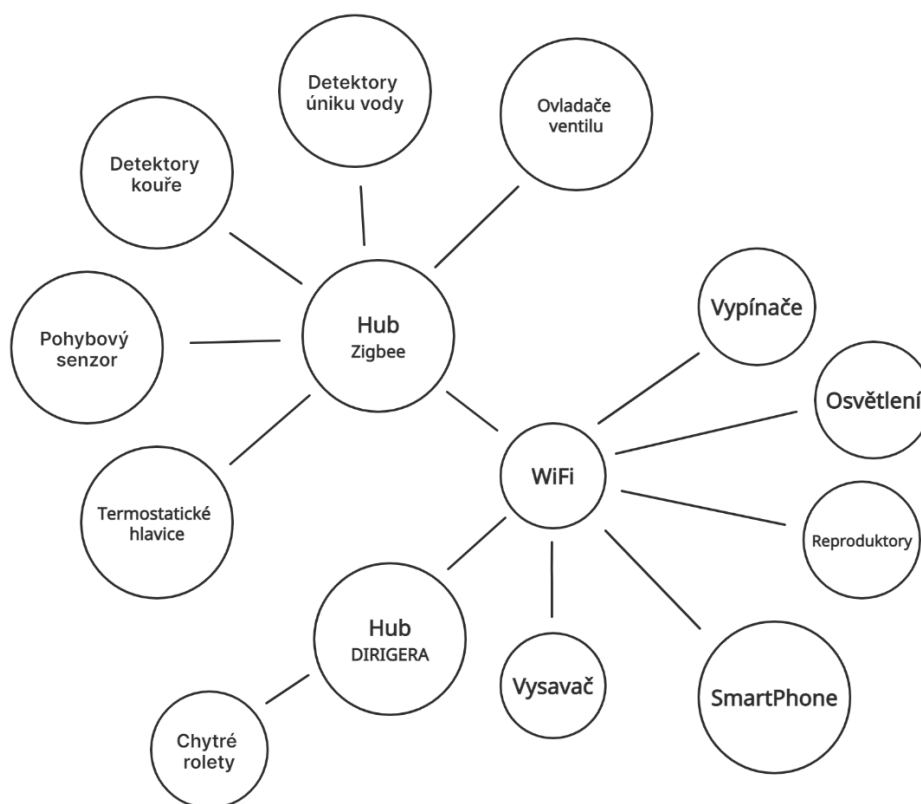 Detektory
úniku vody
Ovladače
ventilu
Detektory
kouře
Hub
Zigbee
Vypínače
Pohybový
senzor
Osvětlení
WiFi
Termostatické
hlavice
Reproduktory
Hub
DIRIGERA
Vysavač
SmartPhone
Chytré
rolety